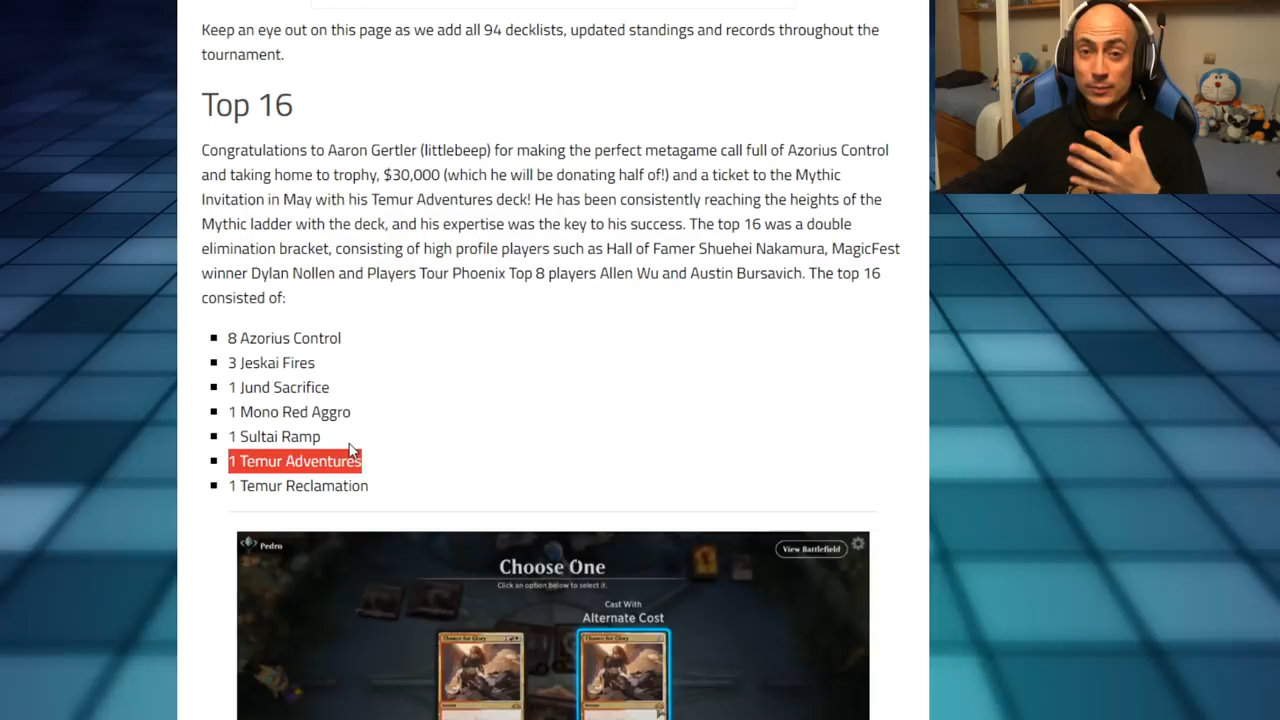 Keep an eye out on this page as we add all 94 decklists, updated standings and records throughout the
tournament.
Top 16
Congratulations to Aaron Gertler (littlebeep) for making the perfect metagame call full of Azorius Control
and taking home to trophy, $30,000 (which he will be donating half of!) and a ticket to the Mythic
Invitation in May with his Temur Adventures deck! He has been consistently reaching the heights of the
Mythic ladder with the deck, and his expertise was the key to his success. The top 16 was a double
elimination bracket, consisting of high profile players such as Hall of Famer Shuehei Nakamura, MagicFest
winner Dylan Nollen and Players Tour Phoenix Top 8 players Allen Wu and Austin Bursavich. The top 16
consisted of:
8 Azorius Control
3 Jeskai Fires
1 Jund Sacrifice
1 Mono Red Aggro
1 Sultai Ramp
1 Temur Adventures
1 Temur Reclamation
Pedro
View Battlefield
Choose One
Click an option below to select it.
Cast With
Alternate Cost
Chance for Glory
Chance for Glory